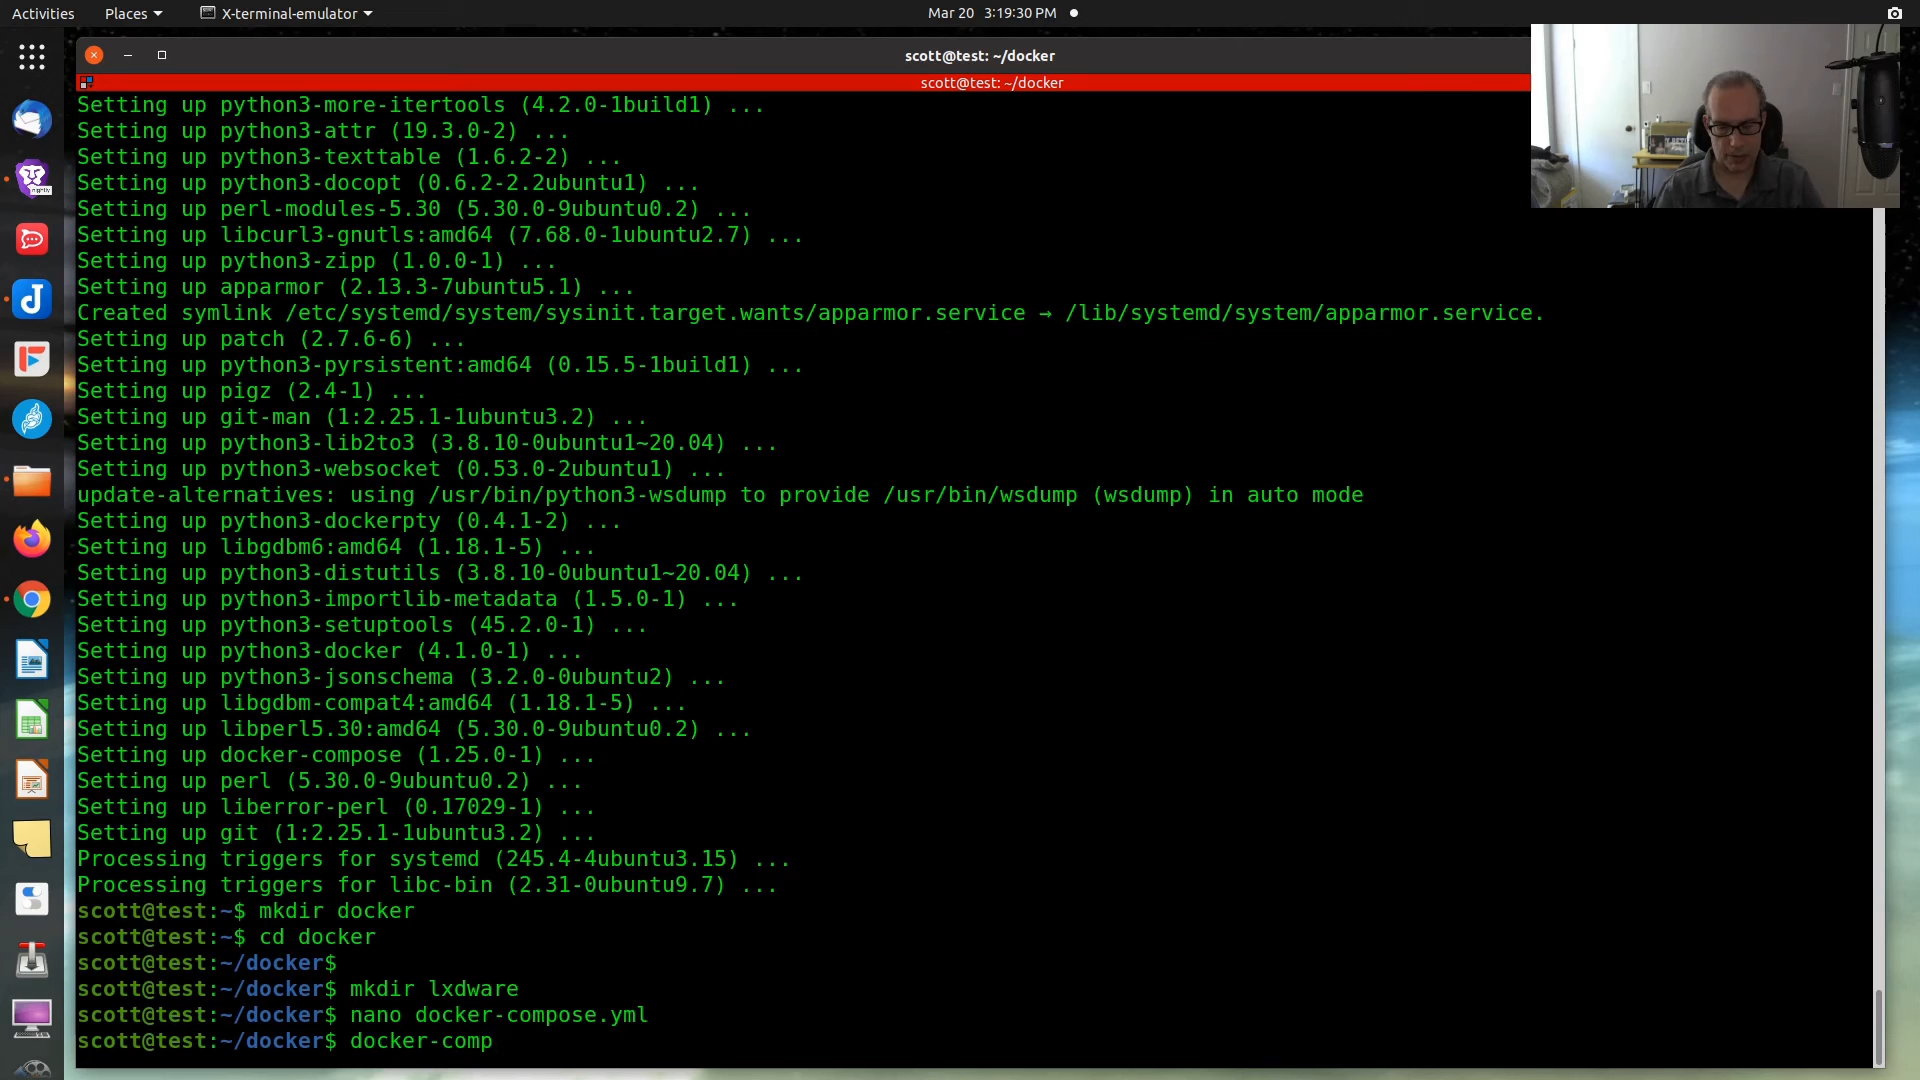 Activities Places X-terminal-emulator Mar 20 3:19:30 PM
scott@test: ~/docker
scott@test: ~/docker
Setting up python3-more-itertools (4.2.0-1build1) ...
Setting up python3-attr (19.3.0-2) ...
Setting up python3-texttable (1.6.2-2) ...
Setting up python3-docopt (0.6.2-2.2ubuntu1) ...
Setting up perl-modules-5.30 (5.30.0-9ubuntu0.2) ...
Setting up libcurl3-gnutls:amd64 (7.68.0-1ubuntu2.7) ...
Setting up python3-zipp (1.0.0-1) ...
Setting up apparmor (2.13.3-7ubuntu5.1) ...
Created symlink /etc/systemd/system/sysinit.target.wants/apparmor.service → /lib/systemd/system/apparmor.service.
Setting up patch (2.7.6-6) ...
Setting up python3-pyrsistent:amd64 (0.15.5-1build1) ...
Setting up pigz (2.4-1) ...
Setting up git-man (1:2.25.1-1ubuntu3.2) ...
Setting up python3-lib2to3 (3.8.10-0ubuntu1~20.04) ...
Setting up python3-websocket (0.53.0-2ubuntu1) ...
update-alternatives: using /usr/bin/python3-wsdump to provide /usr/bin/wsdump (wsdump) in auto mode
Setting up python3-dockerpty (0.4.1-2) ...
Setting up libgdbm6:amd64 (1.18.1-5) ...
Setting up python3-distutils (3.8.10-0ubuntu1~20.04) ...
Setting up python3-importlib-metadata (1.5.0-1) ...
Setting up python3-setuptools (45.2.0-1) ...
Setting up python3-docker (4.1.0-1) ...
Setting up python3-jsonschema (3.2.0-0ubuntu2) ...
Setting up libgdbm-compat4:amd64 (1.18.1-5) ...
Setting up libperl5.30:amd64 (5.30.0-9ubuntu0.2) ...
Setting up docker-compose (1.25.0-1) ...
Setting up perl (5.30.0-9ubuntu0.2) ...
Setting up liberror-perl (0.17029-1) ...
Setting up git (1:2.25.1-1ubuntu3.2) ...
Processing triggers for systemd (245.4-4ubuntu3.15) ...
Processing triggers for libc-bin (2.31-0ubuntu9.7) ...
scott@test:~$ mkdir docker
scott@test:~$ cd docker
scott@test:~/docker$
scott@test:~/docker$ mkdir lxdware
scott@test:~/docker$ nano docker-compose.yml
scott@test:~/docker$ docker-comp